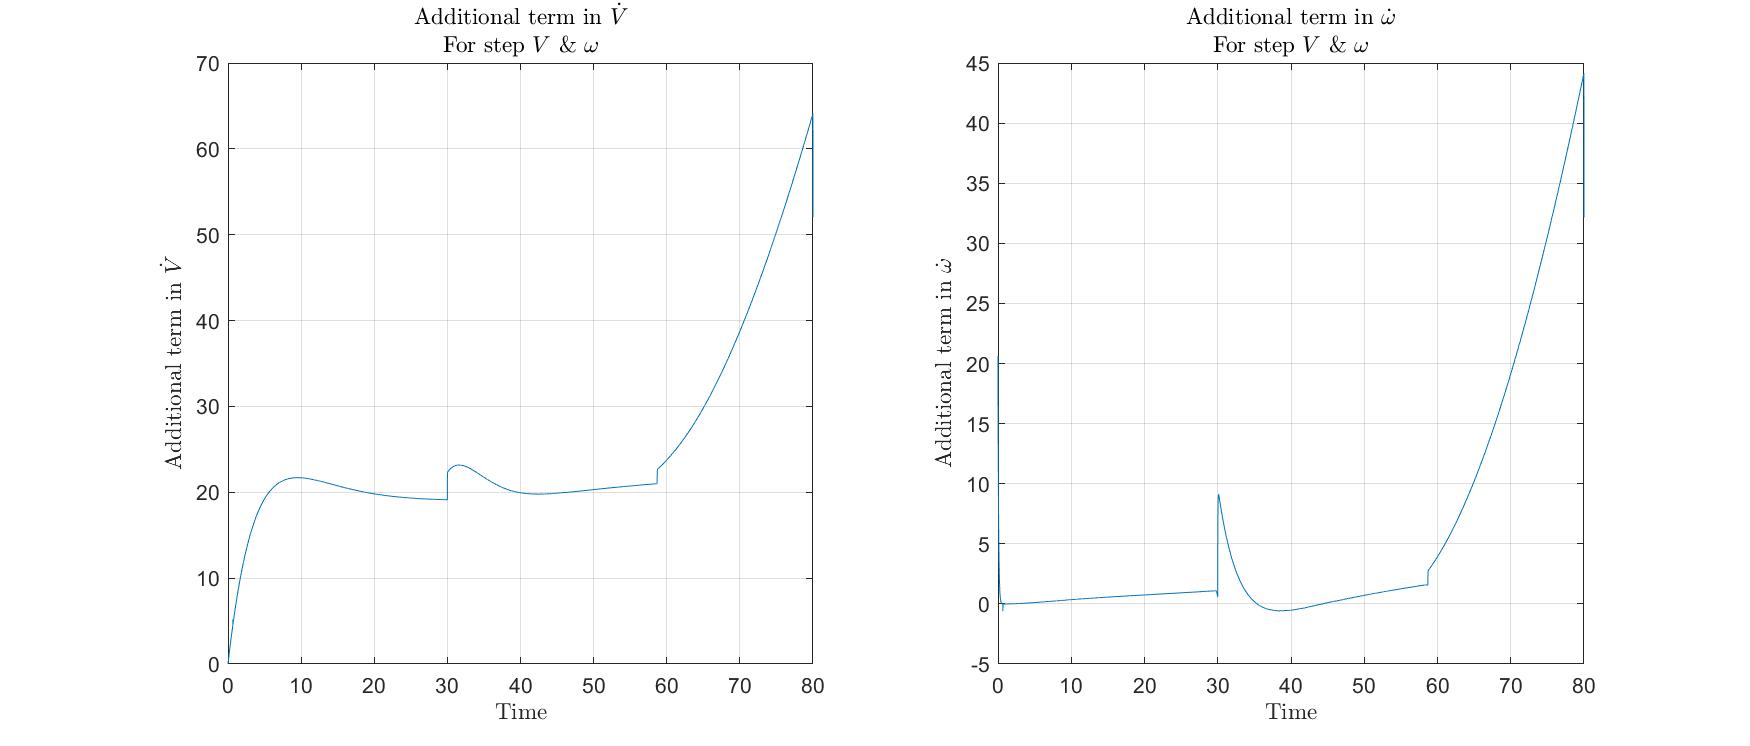 Additional term in V̇
For step V & ω
70
60
50
40
30
20
10
0
0 10 20 30 40 50 60 70 80
Additional term in V̇
Time
Additional term in ω̇
For step V & ω
45
40
35
30
25
20
15
10
5
0
-5
0 10 20 30 40 50 60 70 80
Additional term in ω̇
Time